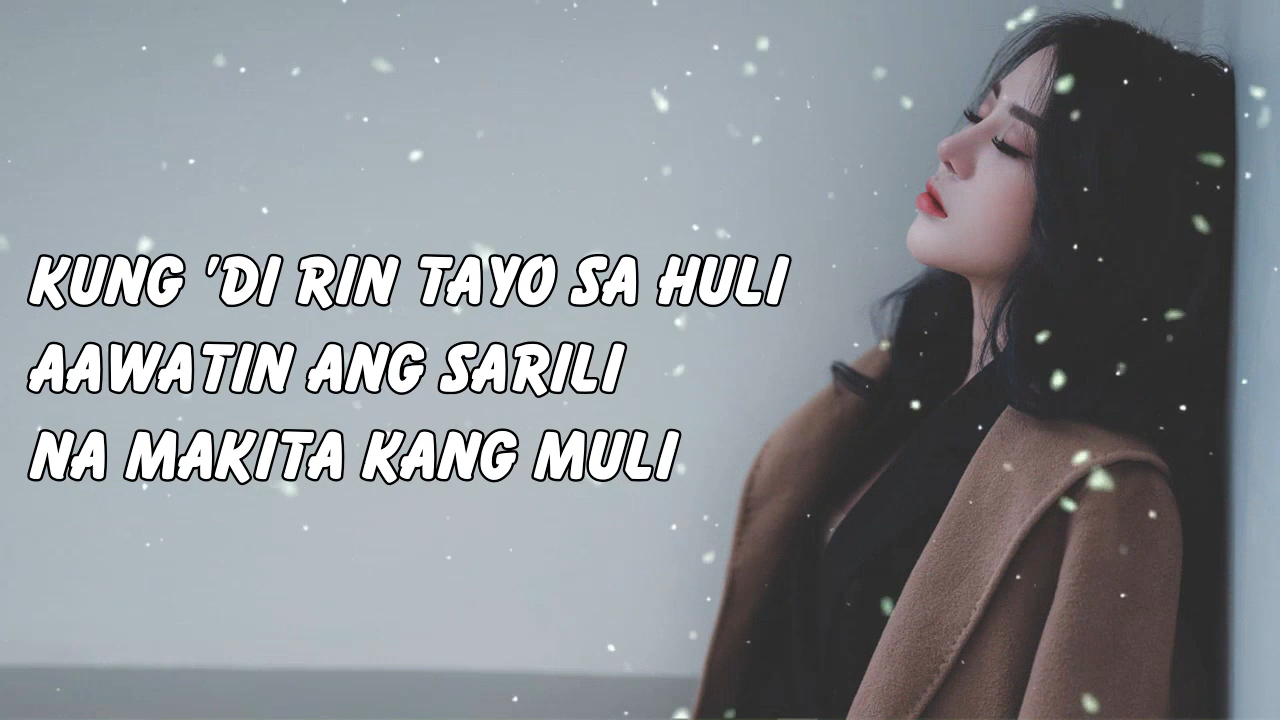 KUNG 'DI RIN TAYO SA HULI
AAWATIN ANG SARILI
NA MAKITA KANG MULI